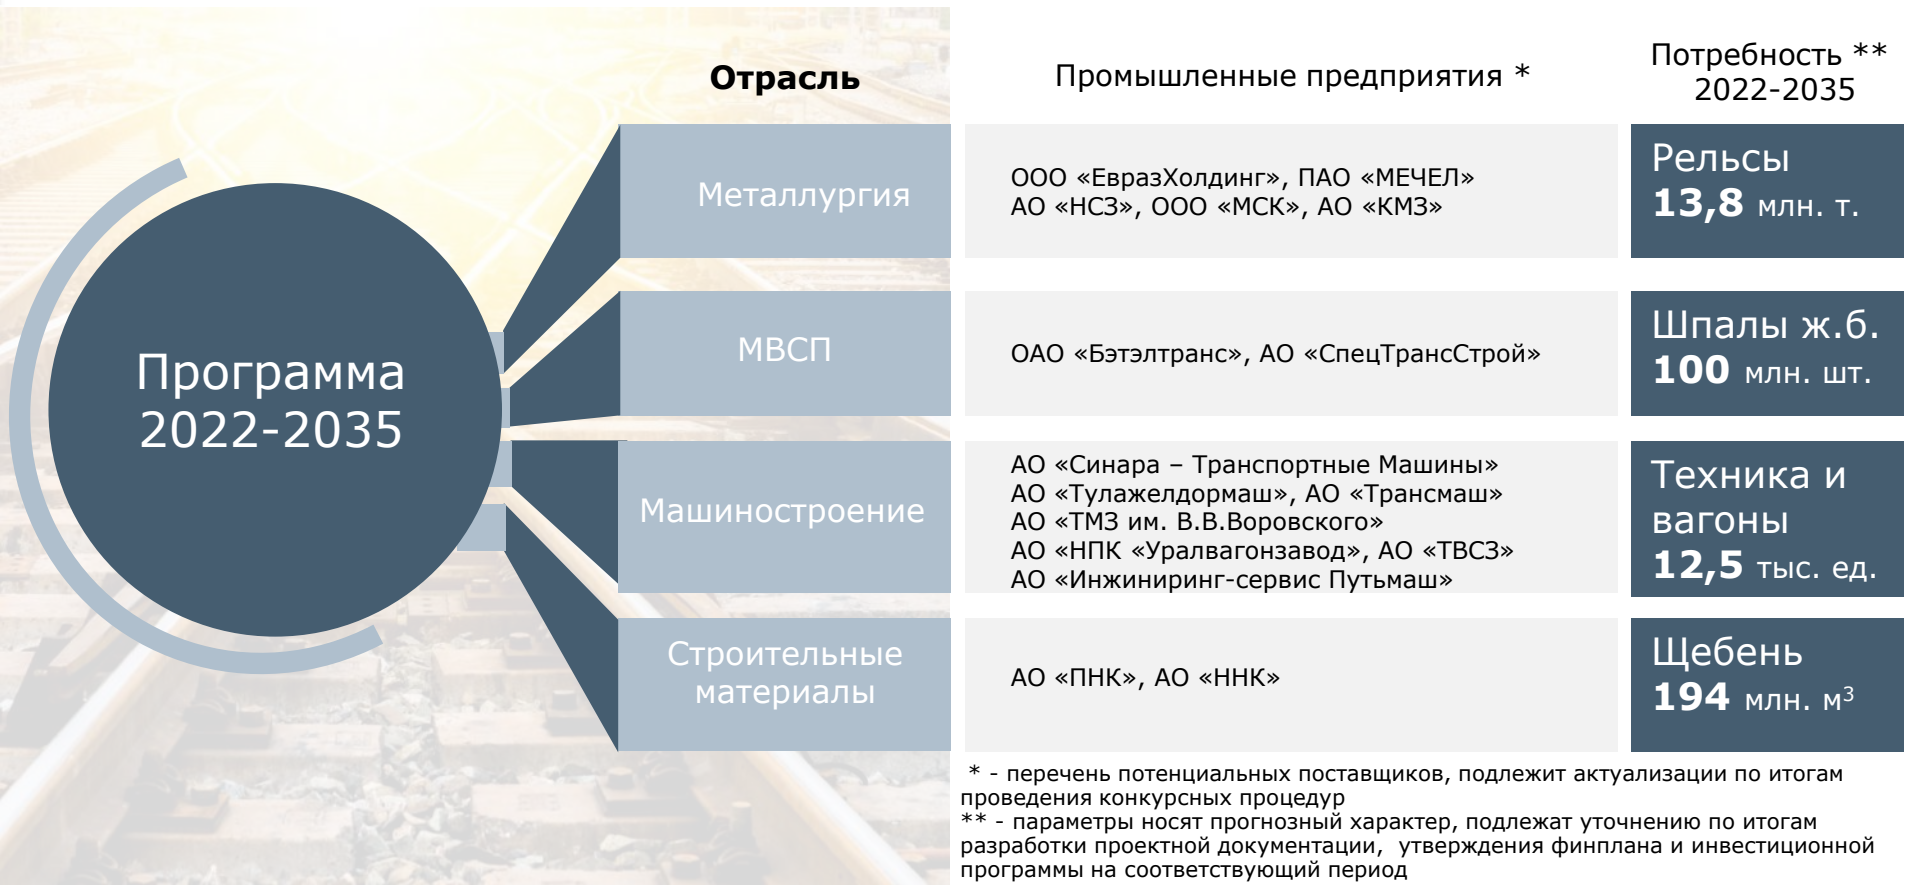 Отрасль
Промышленные предприятия *
Потребность **
2022-2035
Программа
2022-2035
Металлургия
ООО «ЕвразХолдинг», ПАО «МЕЧЕЛ»
АО «НСЗ», ООО «МСК», АО «КМЗ»
Рельсы
13,8 млн. т.
МВСП
ОАО «Бэтэлтранс», АО «СпецТрансСтрой»
Шпалы ж.б.
100 млн. шт.
Машиностроение
АО «Синара – Транспортные Машины»
АО «Тулажелдормаш», АО «Трансмаш»
АО «ТМЗ им. В.В.Воровского»
АО «НПК «Уралвагонзавод», АО «ТВСЗ»
АО «Инжиниринг-сервис Путьмаш»
Техника и
вагоны
12,5 тыс. ед.
Строительные
материалы
АО «ПНК», АО «ННК»
Щебень
194 млн. м³
* - перечень потенциальных поставщиков, подлежит актуализации по итогам
проведения конкурсных процедур
** - параметры носят прогнозный характер, подлежат уточнению по итогам
разработки проектной документации, утверждения финплана и инвестиционной
программы на соответствующий период